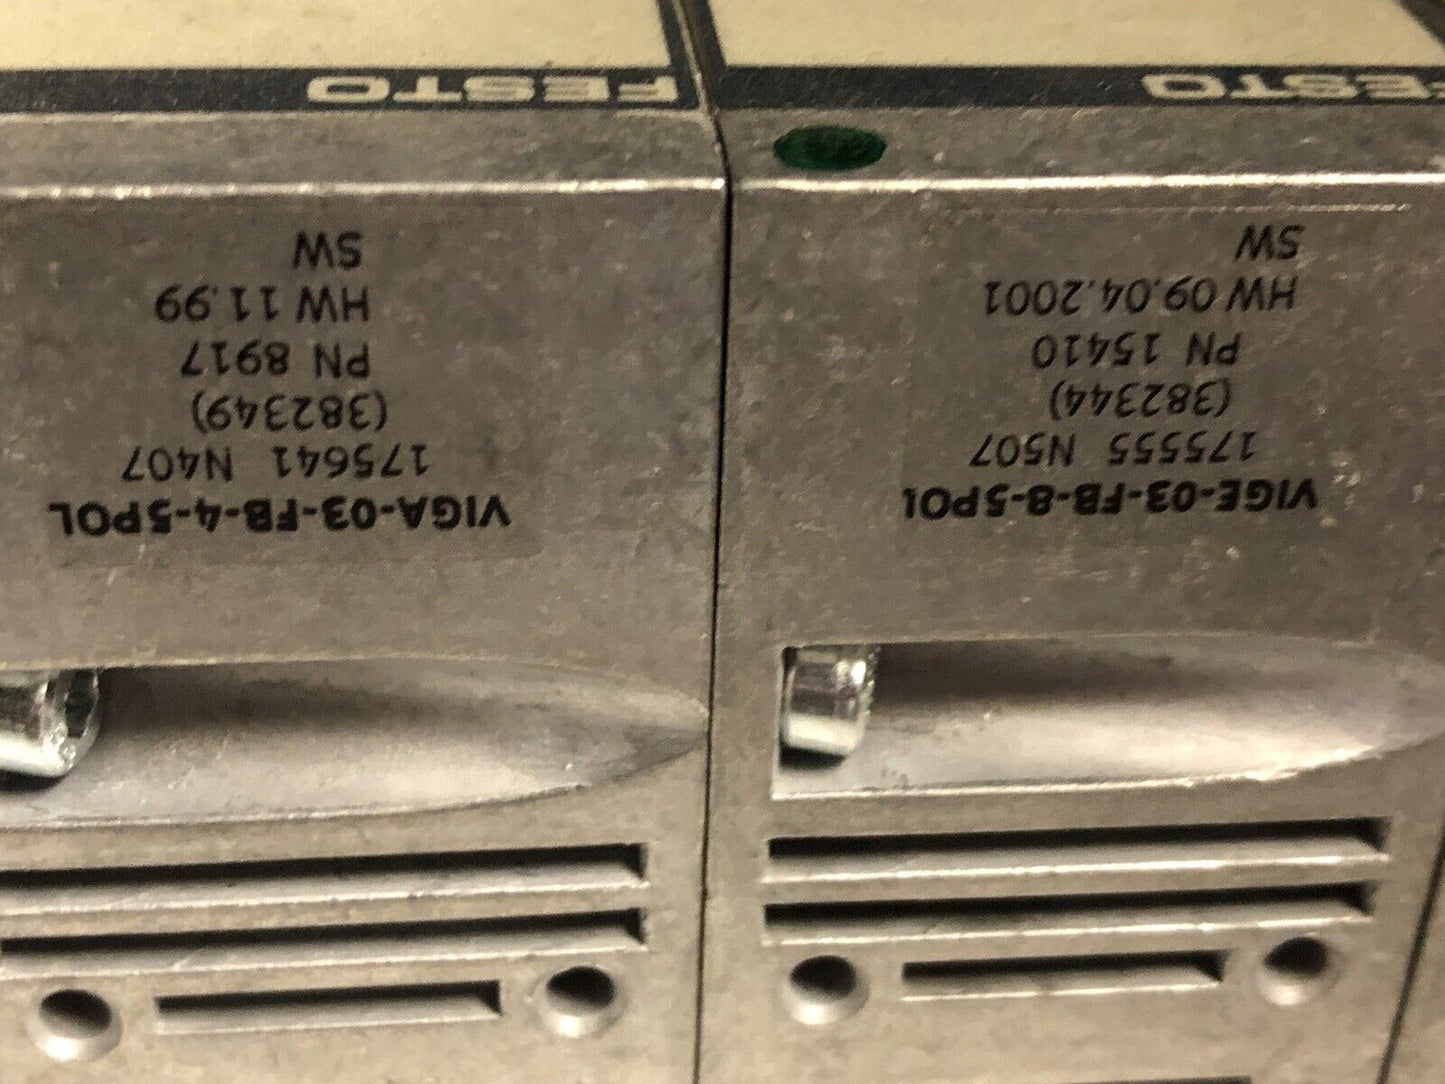 VIGE-03-FB-8-5POL
175555 N507
(382344)
PN 15410
HW 09.04.2001
SW
FESTO
VIGA-03-FB-4-5POL
175641 N407
(382349)
PN 8917
HW 11.99
SW
FESTO